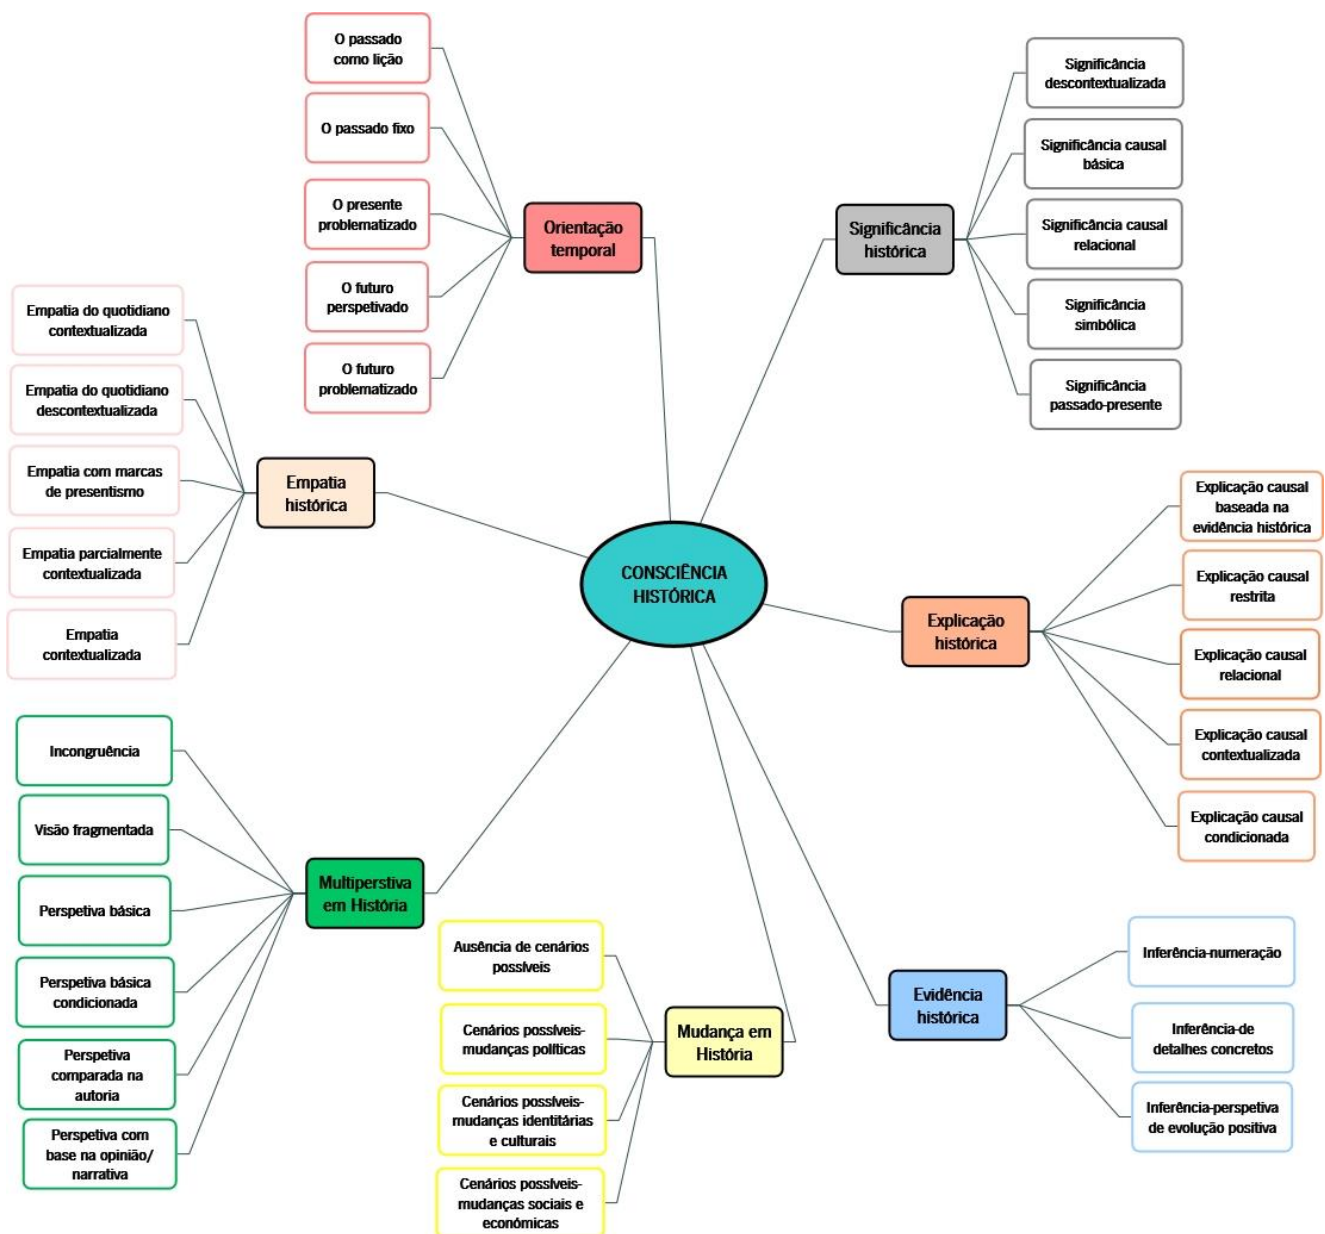 O passado
como lição
O passado fixo
O presente
problematizado
O futuro
perspetivado
O futuro
problematizado
Orientação
temporal
Significância
histórica
Significância
descontextualizada
Significância causal
básica
Significância causal
relacional
Significância
simbólica
Significância
passado-presente
Empatia do quotidiano
contextualizada
Empatia do quotidiano
descontextualizada
Empatia com marcas
de presentismo
Empatia parcialmente
contextualizada
Empatia
contextualizada
Empatia
histórica
CONSCIÊNCIA
HISTÓRICA
Explicação
histórica
Explicação causal
baseada na
evidência histórica
Explicação causal
restrita
Explicação causal
relacional
Explicação causal
contextualizada
Explicação causal
condicionada
Incongruência
Visão fragmentada
Perspetiva básica
Perspetiva básica
condicionada
Perspetiva
comparada na
autoria
Perspetiva com
base na opinião/
narrativa
Multiperstiva
em História
Ausência de cenários
possíveis
Cenários possíveis-
mudanças políticas
Cenários possíveis-
mudanças identitárias
e culturais
Cenários possíveis-
mudanças sociais e
económicas
Mudança em
História
Evidência
histórica
Inferência-numeração
Inferência-de
detalhes concretos
Inferência-perspetiva
de evolução positiva